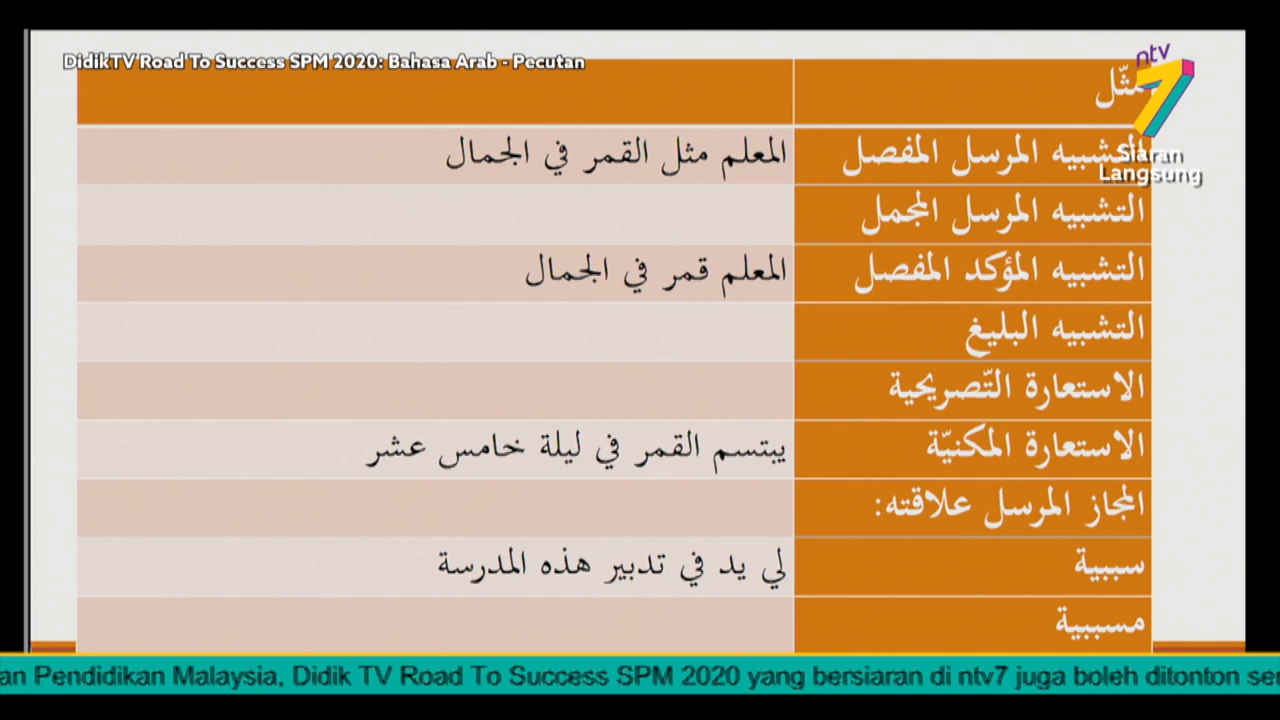 DidikTV Road To Success SPM 2020: Bahasa Arab - Pecutan
ntv
7
Siaran
Langsung
مثّل
التشبيه المرسل المفصل المعلم مثل القمر في الجمال
التشبيه المرسل المجمل
التشبيه المؤكد المفصل المعلم قمر في الجمال
التشبيه البليغ
الاستعارة التّصريحية
الاستعارة المكنيّة يبتسم القمر في ليلة خامس عشر
المجاز المرسل علاقته:
سببية لي يد في تدبير هذه المدرسة
مسببية
an Pendidikan Malaysia, Didik TV Road To Success SPM 2020 yang bersiaran di ntv7 juga boleh ditonton ser